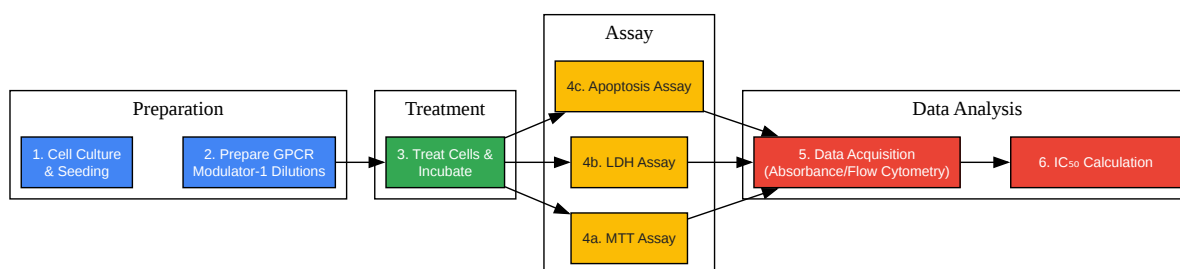 Preparation
1. Cell Culture
& Seeding
2. Prepare GPCR
Modulator-1 Dilutions
Treatment
3. Treat Cells &
Incubate
Assay
4c. Apoptosis Assay
4b. LDH Assay
4a. MTT Assay
Data Analysis
5. Data Acquisition
(Absorbance/Flow Cytometry)
6. IC₅₀ Calculation